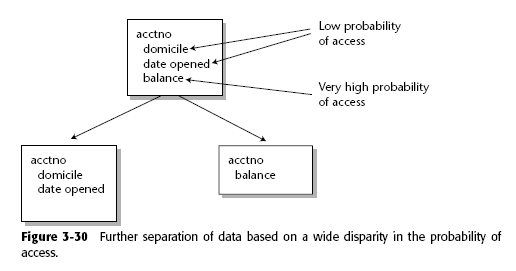 acctno
domicile
date opened
balance
Low probability
of access
Very high probability
of access
acctno
domicile
date opened
acctno
balance
Figure 3-30 Further separation of data based on a wide disparity in the probability of
access.